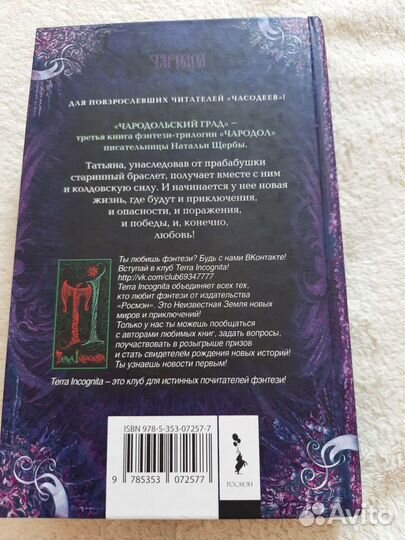 ЧАРОДОЛ
ДЛЯ ПОВЗРОСЛЕВШИХ ЧИТАТЕЛЕЙ «ЧАСОДЕЕВ»!
«ЧАРОДОЛЬСКИЙ ГРАД» –
третья книга фэнтези-трилогии «ЧАРОДОЛ»
писательницы Натальи Щербы.
Татьяна, унаследовав от прабабушки
старинный браслет, получает вместе с ним
и колдовскую силу. И начинается у нее новая
жизнь, где будут и приключения,
и опасности, и поражения,
и победы, и, конечно,
любовь!
Ты любишь фэнтези? Будь с нами ВКонтакте!
Вступай в клуб Terra Incognita!
http://vk.com/club69347777
Terra Incognita объединяет всех тех,
кто любит фэнтези от издательства
«Росмэн». Это Неизвестная Земля новых
миров и приключений!
Только у нас ты можешь пообщаться
с авторами любимых книг, задать вопросы,
поучаствовать в розыгрыше призов
и стать свидетелем рождения новых историй!
Ты узнаешь новости первым!
TERRA INCOGNITA
Terra Incognita – это клуб для истинных почитателей фэнтези!
ISBN 978-5-353-07257-7
9 785353 072577
РОСМЭН
Avito